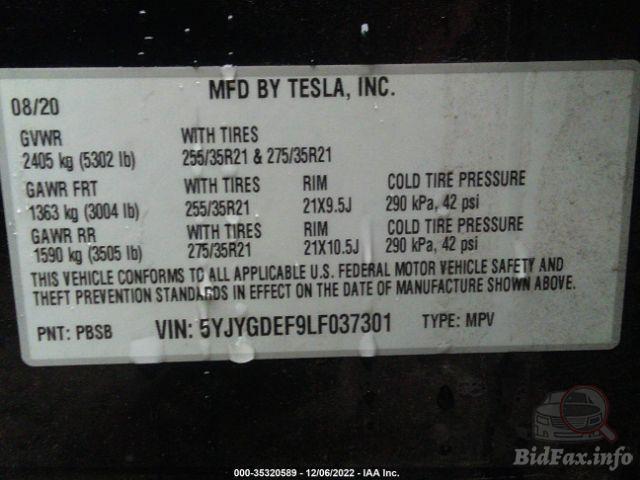 MFD BY TESLA, INC.
08/20
GVWR WITH TIRES
2405 kg (5302 lb) 255/35R21 & 275/35R21
GAWR FRT WITH TIRES RIM COLD TIRE PRESSURE
1363 kg (3004 lb) 255/35R21 21X9.5J 290 kPa, 42 psi
GAWR RR WITH TIRES RIM COLD TIRE PRESSURE
1590 kg (3505 lb) 275/35R21 21X10.5J 290 kPa, 42 psi
THIS VEHICLE CONFORMS TO ALL APPLICABLE U.S. FEDERAL MOTOR VEHICLE SAFETY AND
THEFT PREVENTION STANDARDS IN EFFECT ON THE DATE OF MANUFACTURE SHOWN ABOVE.
PNT: PBSB VIN: 5YJYGDEF9LF037301 TYPE: MPV
BidFax.info
000-35320589 - 12/06/2022 - IAA Inc.